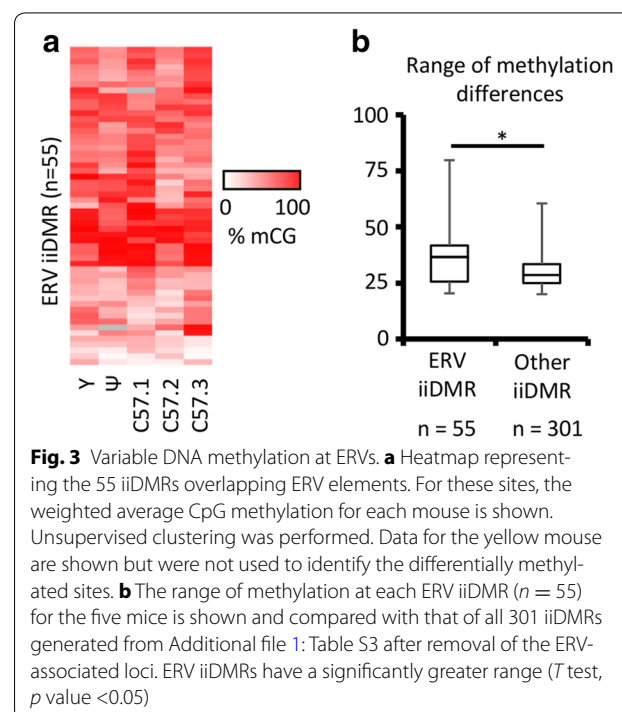 a
ERV iiDMR (n=55)
0 100
% mCG
Y
Ψ
C57.1
C57.2
C57.3
b
Range of methylation
differences
100
75
50
25
0
*
ERV
iiDMR
Other
iiDMR
n = 55
n = 301
Fig. 3 Variable DNA methylation at ERVs. a Heatmap represent-
ing the 55 iiDMRs overlapping ERV elements. For these sites, the
weighted average CpG methylation for each mouse is shown.
Unsupervised clustering was performed. Data for the yellow mouse
are shown but were not used to identify the differentially methyl-
ated sites. b The range of methylation at each ERV iiDMR (n = 55)
for the five mice is shown and compared with that of all 301 iiDMRs
generated from Additional file 1: Table S3 after removal of the ERV-
associated loci. ERV iiDMRs have a significantly greater range (T test,
p value <0.05)